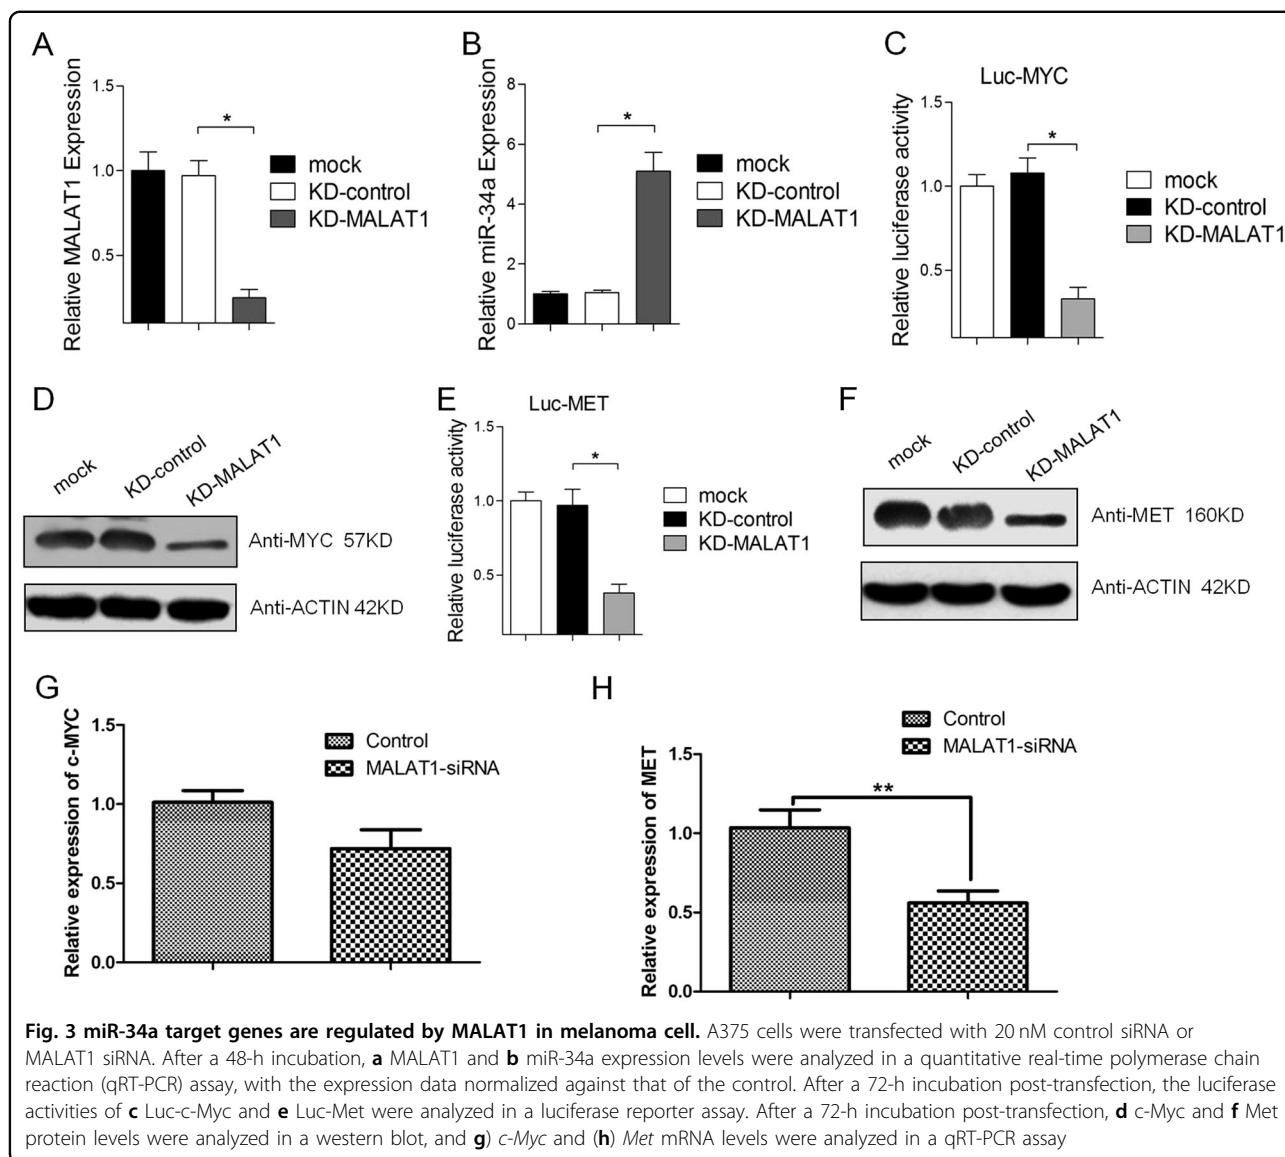 A
Relative MALAT1 Expression
1.5
1.0
0.5
*
mock
KD-control
KD-MALAT1
B
Relative miR-34a Expression
8
6
4
2
0
*
mock
KD-control
KD-MALAT1
C
Luc-MYC
Relative luciferase activity
1.5
1.0
0.5
*
mock
KD-control
KD-MALAT1
D
mock
KD-control
KD-MALAT1
Anti-MYC 57KD
Anti-ACTIN 42KD
E
Luc-MET
Relative luciferase activity
1.5
1.0
0.5
*
mock
KD-control
KD-MALAT1
F
mock
KD-control
KD-MALAT1
Anti-MET 160KD
Anti-ACTIN 42KD
G
Relative expression of c-MYC
1.5
1.0
0.5
0.0
Control
MALAT1-siRNA
H
Relative expression of MET
1.5
1.0
0.5
0.0
**
Control
MALAT1-siRNA
Fig. 3 miR-34a target genes are regulated by MALAT1 in melanoma cell. A375 cells were transfected with 20 nM control siRNA or
MALAT1 siRNA. After a 48-h incubation, a MALAT1 and b miR-34a expression levels were analyzed in a quantitative real-time polymerase chain
reaction (qRT-PCR) assay, with the expression data normalized against that of the control. After a 72-h incubation post-transfection, the luciferase
activities of c Luc-c-Myc and e Luc-Met were analyzed in a luciferase reporter assay. After a 72-h incubation post-transfection, d c-Myc and f Met
protein levels were analyzed in a western blot, and g) c-Myc and (h) Met mRNA levels were analyzed in a qRT-PCR assay